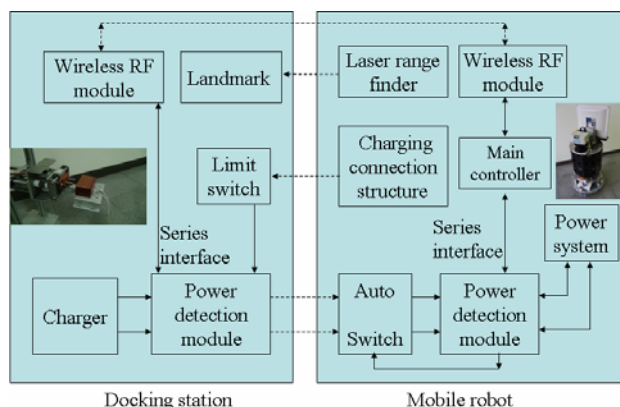 Wireless RF
module
Landmark
Laser range
finder
Wireless RF
module
Limit
switch
Charging
connection
structure
Main
controller
Series
interface
Series
interface
Power
system
Charger
Power
detection
module
Auto
Switch
Power
detection
module
Docking station
Mobile robot